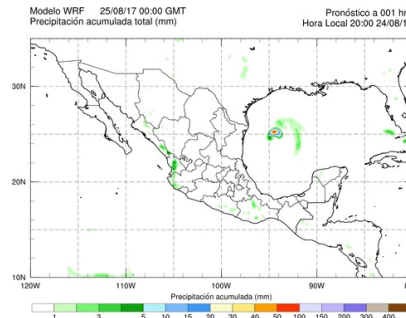 Modelo WRF 25/08/17 00:00 GMT
Precipitación acumulada total (mm)
Pronóstico a 001 hr
Hora Local 20:00 24/08/1
30N
20N
10N
120W 110W 100W 90W
Precipitación acumulada (mm)
1 3 5 10 15 20 30 40 50 100 150 200 300 400